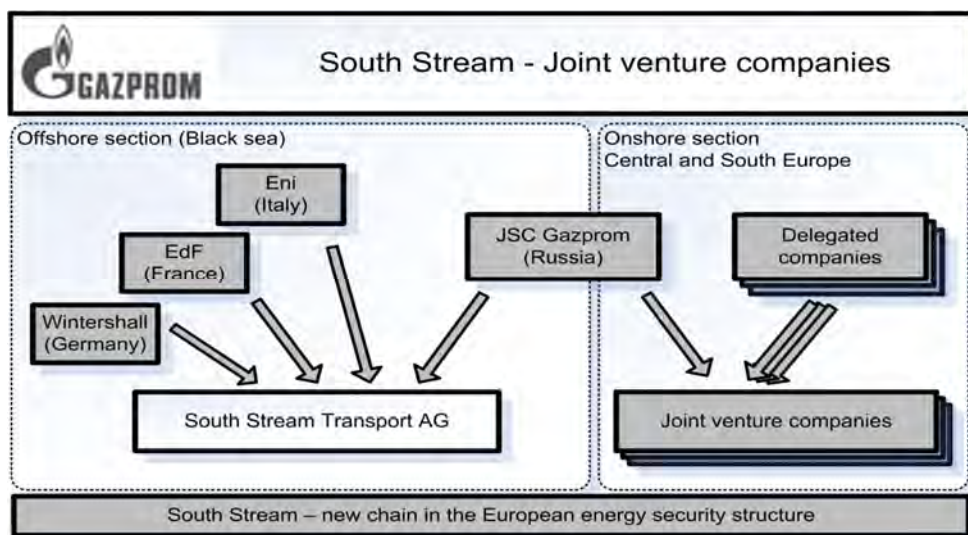 GAZPROM
South Stream - Joint venture companies
Offshore section (Black sea)
Eni
(Italy)
EdF
(France)
Wintershall
(Germany)
JSC Gazprom
(Russia)
South Stream Transport AG
Onshore section
Central and South Europe
Delegated
companies
Joint venture companies
South Stream – new chain in the European energy security structure